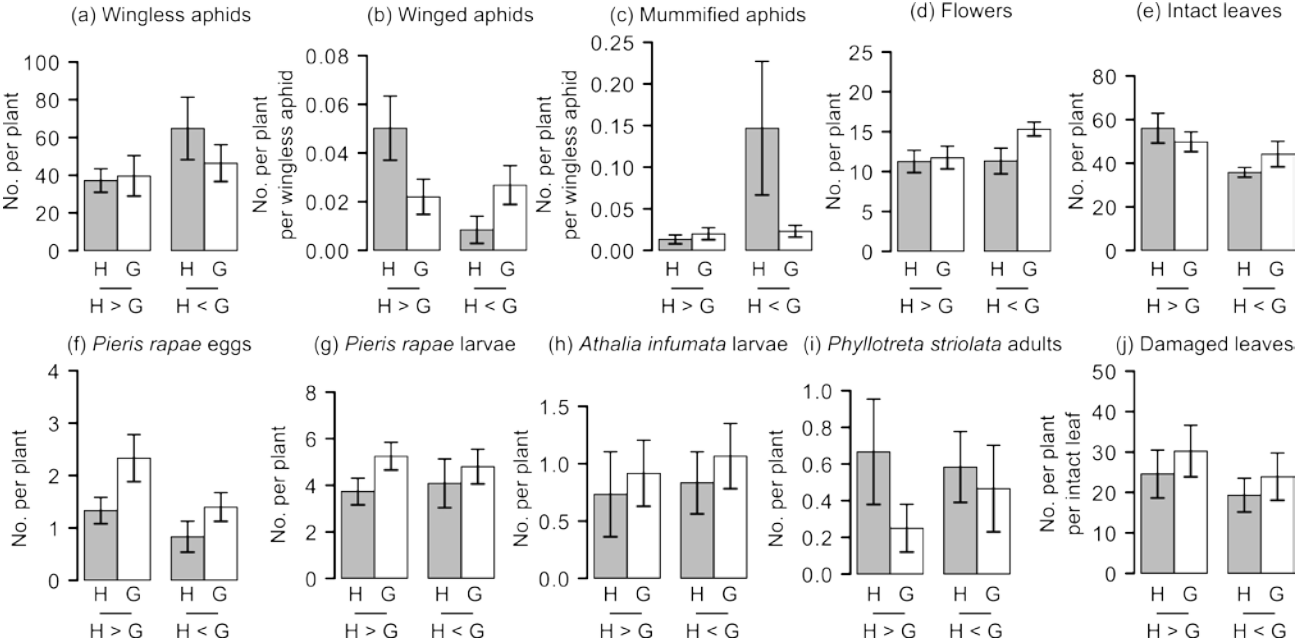 (a) Wingless aphids
No. per plant
100
80
60
40
20
0
H G H G
H > G H < G
(b) Winged aphids
No. per plant
per wingless aphid
0.08
0.06
0.04
0.02
0.00
H G H G
H > G H < G
(c) Mummified aphids
No. per plant
per wingless aphid
0.25
0.20
0.15
0.10
0.05
0.00
H G H G
H > G H < G
(d) Flowers
No. per plant
25
20
15
10
5
0
H G H G
H > G H < G
(e) Intact leaves
No. per plant
80
60
40
20
0
H G H G
H > G H < G
(f) Pieris rapae eggs
No. per plant
4
3
2
1
0
H G H G
H > G H < G
(g) Pieris rapae larvae
No. per plant
8
6
4
2
0
H G H G
H > G H < G
(h) Athalia infumata larvae
No. per plant
1.5
1.0
0.5
0.0
H G H G
H > G H < G
(i) Phyllotreta striolata adults
No. per plant
1.0
0.8
0.6
0.4
0.2
0.0
H G H G
H > G H < G
(j) Damaged leaves
No. per plant
per intact leaf
50
40
30
20
10
0
H G H G
H > G H < G